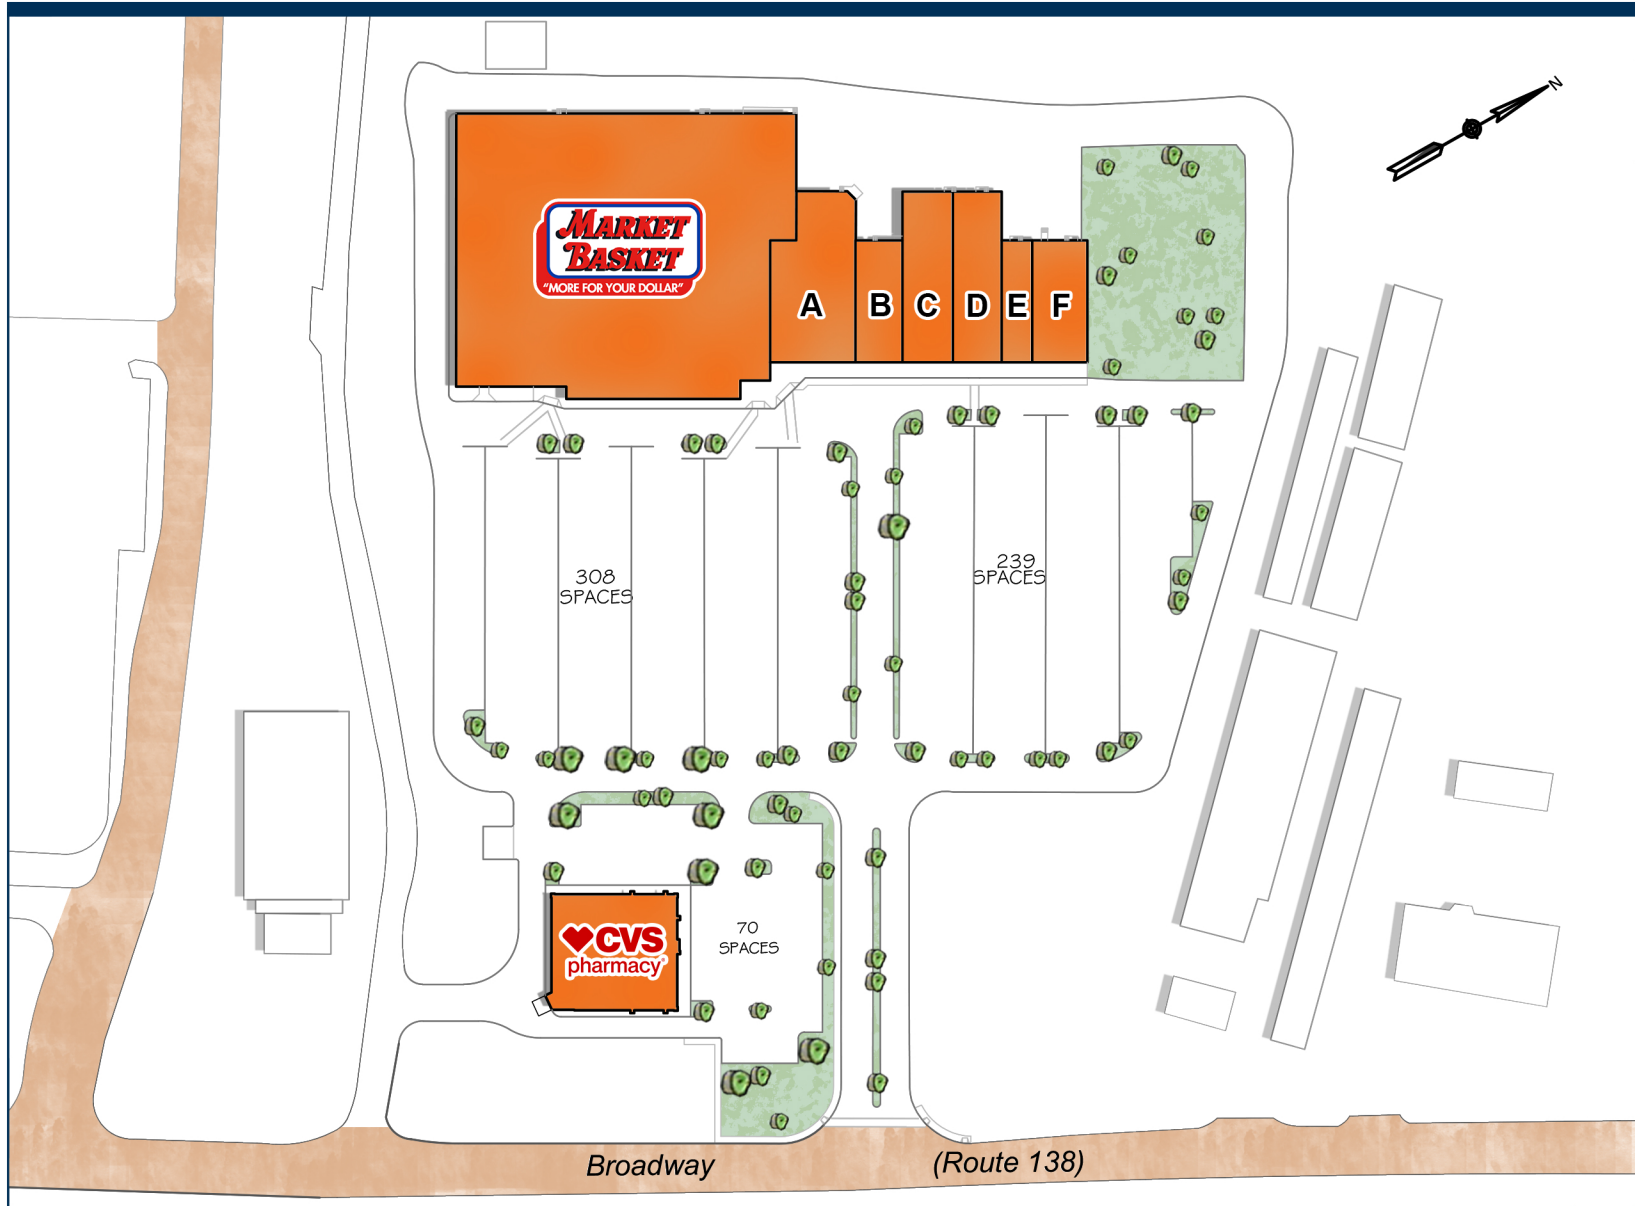 N
MARKET
BASKET
"MORE FOR YOUR DOLLAR"
A
B
C
D
E
F
308
SPACES
239
SPACES
CVS
pharmacy
70
SPACES
Broadway
(Route 138)